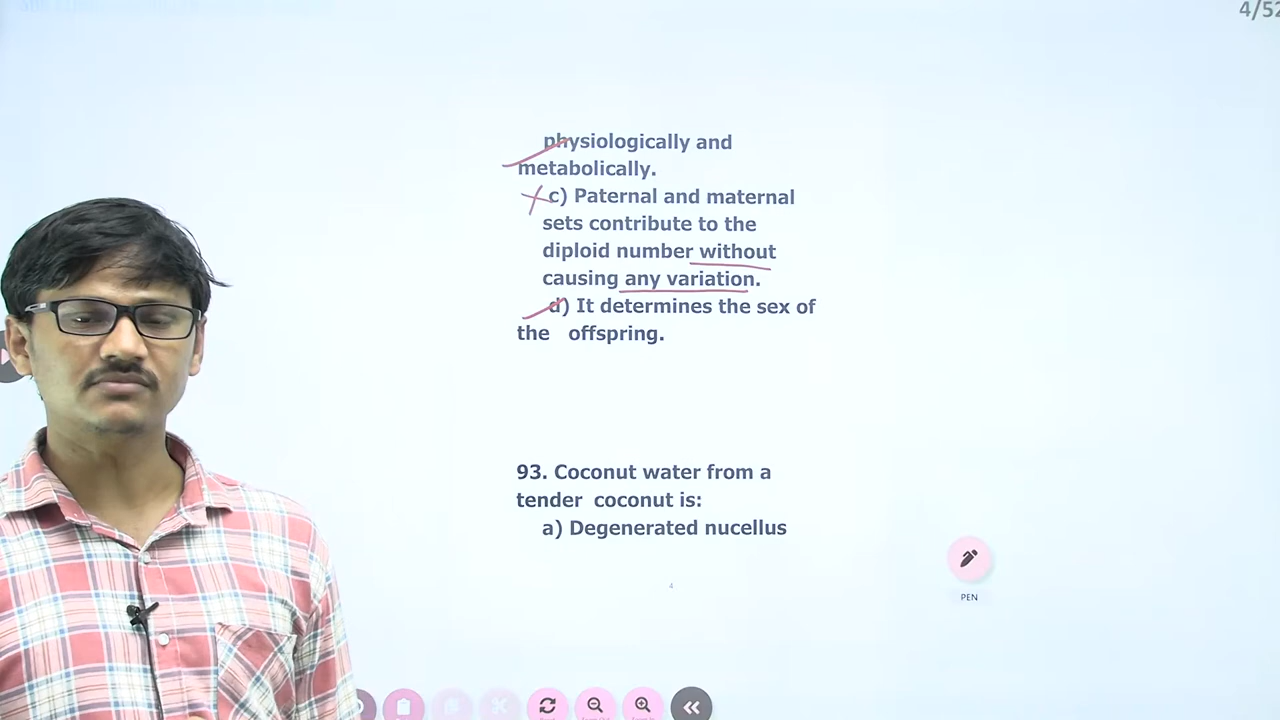 4/52
physiologically and
metabolically.
c) Paternal and maternal
sets contribute to the
diploid number without
causing any variation.
d) It determines the sex of
the offspring.
93. Coconut water from a
tender coconut is:
a) Degenerated nucellus
4
PEN